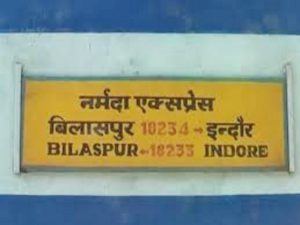 नर्मदा एक्सप्रेस
बिलासपुर 18234 → इन्दौर
BILASPUR ← 18233 INDORE